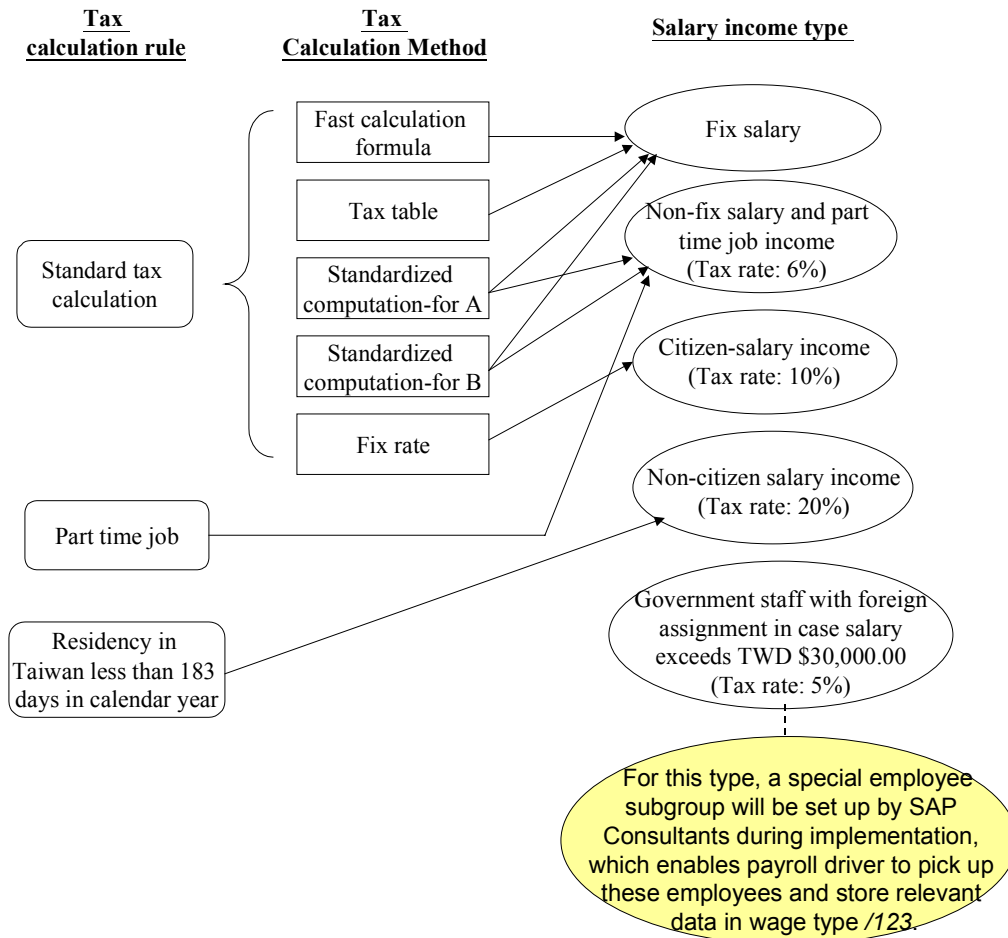 Tax
calculation rule
Tax
Calculation Method
Salary income type
Fast calculation
formula
Fix salary
Tax table
Non-fix salary and part
time job income
(Tax rate: 6%)
Standard tax
calculation
Standardized
computation-for A
Standardized
computation-for B
Citizen-salary income
(Tax rate: 10%)
Fix rate
Non-citizen salary income
(Tax rate: 20%)
Part time job
Government staff with foreign
assignment in case salary
exceeds TWD $30,000.00
(Tax rate: 5%)
Residency in
Taiwan less than 183
days in calendar year
For this type, a special employee
subgroup will be set up by SAP
Consultants during implementation,
which enables payroll driver to pick up
these employees and store relevant
data in wage type /123.